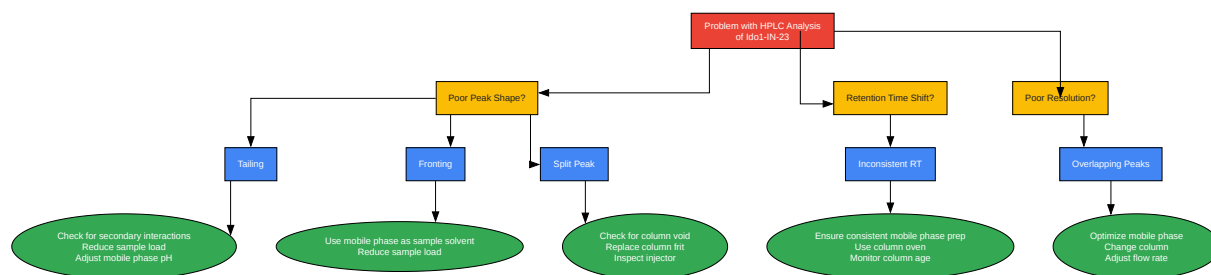 Problem with HPLC Analysis
of Ido1-IN-23
Poor Peak Shape?
Retention Time Shift?
Poor Resolution?
Tailing
Fronting
Split Peak
Inconsistent RT
Overlapping Peaks
Check for secondary interactions
Reduce sample load
Adjust mobile phase pH
Use mobile phase as sample solvent
Reduce sample load
Check for column void
Replace column frit
Inspect injector
Ensure consistent mobile phase prep
Use column oven
Monitor column age
Optimize mobile phase
Change column
Adjust flow rate